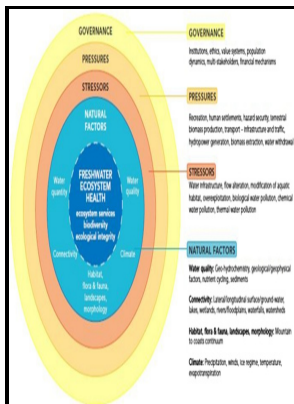 GOVERNANCE
PRESSURES
STRESSORS
NATURAL
FACTORS
Water
quantity
FRESHWATER
ECOSYSTEM
HEALTH
ecosystem services
biodiversity
ecological integrity
Water
quality
Connectivity
Climate
Habitat,
flora & fauna,
landscapes,
morphology
GOVERNANCE
Institutions, ethics, value systems, population
dynamics, multi-stakeholders, financial mechanisms
PRESSURES
Recreation, human settlements, hazard security, terrestrial
biomass production, transport – infrastructure and traffic,
hydropower generation, biomass extraction, water withdrawal
STRESSORS
Water infrastructure, flow alteration, modification of aquatic
habitat, overexploitation, biological water pollution, chemical
water pollution, thermal water pollution
NATURAL FACTORS
Water quality: Geo-hydrochemistry, geological/geophysical
factors, nutrient cycling, sediments
Connectivity: Lateral/longitudinal surface/ground-water,
lakes, wetlands, rivers/floodplains, waterfalls, watersheds
Habitat, flora & fauna, landscapes, morphology: Mountain
to coasts continuum
Climate: Precipitation, winds, ice regime, temperature,
evapotranspiration